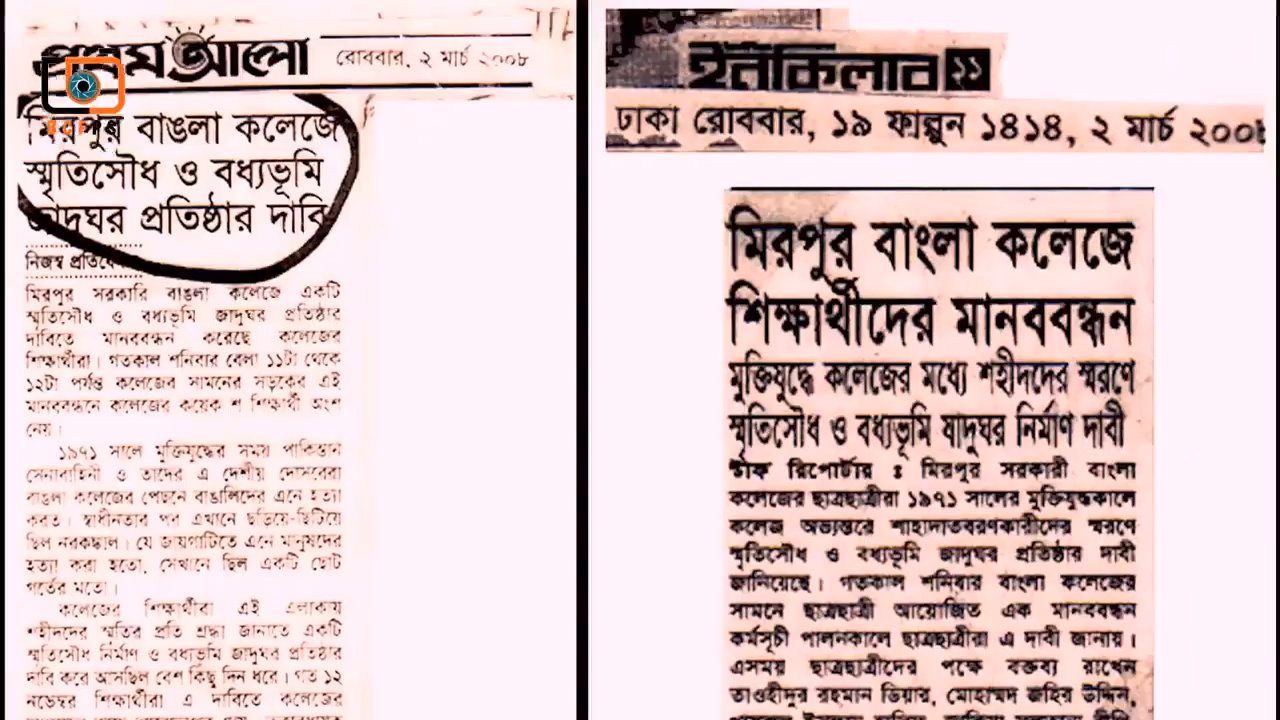 প্রথম আলো
রোববার, ২ মার্চ ২০০৮
মিরপুর বাঙলা কলেজে
স্মৃতিসৌধ ও বধ্যভূমি
জাদুঘর প্রতিষ্ঠার দাবি
নিজস্ব
মিরপুর সরকারি বাঙলা কলেজে একটি
স্মৃতিসৌধ ও বধ্যভূমি জাদুঘর প্রতিষ্ঠার
দাবিতে মানববন্ধন করেছে কলেজের
শিক্ষার্থীরা। গতকাল শনিবার বেলা ১১টা থেকে
১২টা পর্যন্ত কলেজের সামনের সড়কের এই
মানববন্ধনে কলেজের কয়েক শ শিক্ষার্থী অংশ
নেয়।
১৯৭১ সালে মুক্তিযুদ্ধের সময় পাকিস্তান
সেনাবাহিনী ও তাদের এ দেশীয় দোসরেরা
বাঙলা কলেজের পেছনে বাঙালিদের এনে হত্যা
করত। স্বাধীনতার পর এখানে ছড়িয়ে-ছিটিয়ে
ছিল নরকঙ্কাল। যে জায়গাটিতে এনে মানুষদের
হত্যা করা হতো, সেখানে ছিল একটি ছোট
গর্তের মতো।
কলেজের শিক্ষার্থীরা এই এলাকায়
শহীদদের স্মৃতির প্রতি শ্রদ্ধা জানাতে একটি
স্মৃতিসৌধ নির্মাণ ও বধ্যভূমি জাদুঘর প্রতিষ্ঠার
দাবি করে আসছিল বেশ কিছু দিন ধরে। গত ১২
নভেম্বর শিক্ষার্থীরা এ দাবিতে কলেজের
ইনকিলাব ১১
ঢাকা রোববার, ১৯ ফাল্গুন ১৪১৪, ২ মার্চ ২০০৮
মিরপুর বাংলা কলেজে
শিক্ষার্থীদের মানববন্ধন
মুক্তিযুদ্ধে কলেজের মধ্যে শহীদদের স্মরণে
স্মৃতিসৌধ ও বধ্যভূমি যাদুঘর নির্মাণ দাবী
স্টাফ রিপোর্টার : মিরপুর সরকারী বাংলা
কলেজের ছাত্রছাত্রীরা ১৯৭১ সালের মুক্তিযুদ্ধকালে
কলেজ অভ্যন্তরে শাহাদাতবরণকারীদের স্মরণে
স্মৃতিসৌধ ও বধ্যভূমি জাদুঘর প্রতিষ্ঠার দাবী
জানিয়েছে। গতকাল শনিবার বাংলা কলেজের
সামনে ছাত্রছাত্রী আয়োজিত এক মানববন্ধন
কর্মসূচী পালনকালে ছাত্রছাত্রীরা এ দাবী জানায়।
এসময় ছাত্রছাত্রীদের পক্ষে বক্তব্য রাখেন
তাওহীদুর রহমান ডিয়ার, মোহাম্মদ জহির উদ্দিন,